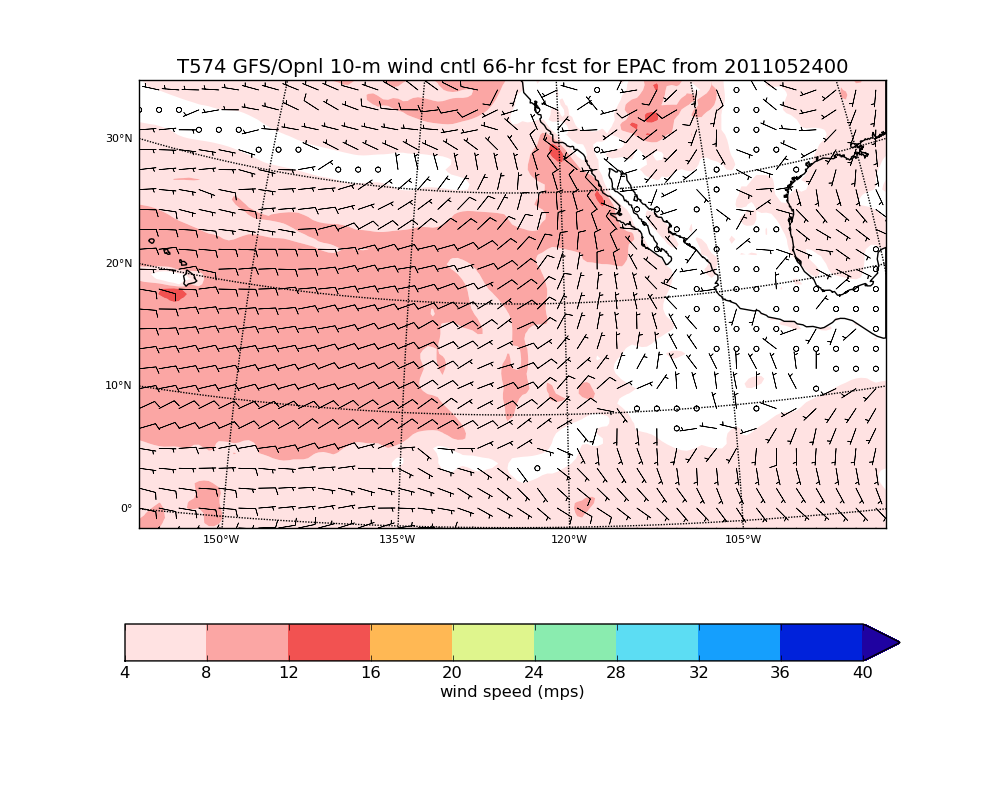 T574 GFS/Opnl 10-m wind cntl 66-hr fcst for EPAC from 2011052400
30°N
20°N
10°N
0°
150°W 135°W 120°W 105°W
4 8 12 16 20 24 28 32 36 40
wind speed (mps)